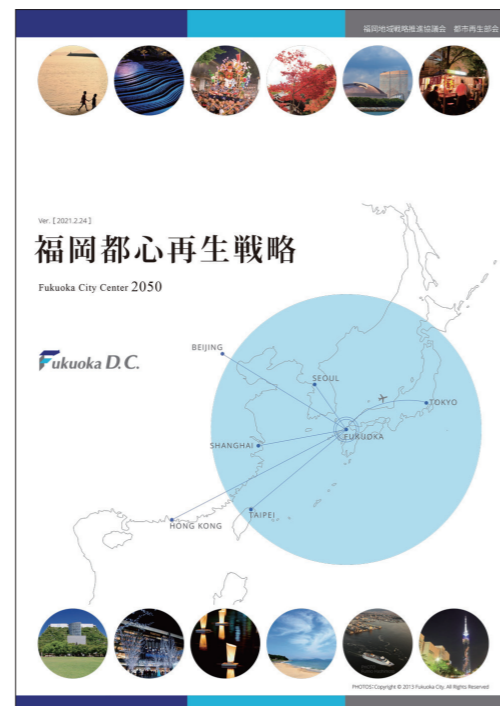 福岡地域戦略推進協議会　都市再生部会
Ver. [ 2021.2.24 ]
福岡都心再生戦略
Fukuoka City Center 2050
Fukuoka D.C.
BEIJING
SEOUL
TOKYO
FUKUOKA
SHANGHAI
TAIPEI
HONG KONG
PHOTOS| Copyright © 2013 Fukuoka City. All Rights Reserved